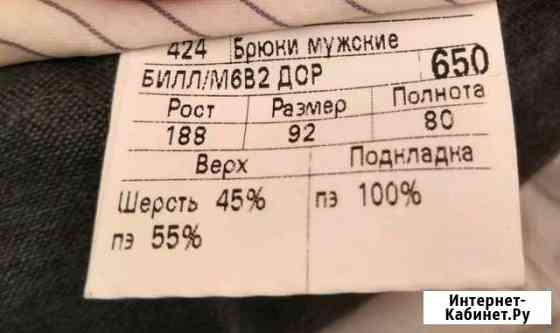 424 Брюки мужские
БИЛЛ/М6В2 ДОР 650
Рост Размер Полнота
188 92 80
Верх Подкладка
Шерсть 45% пэ 100%
пэ 55%
Интернет-
Кабинет.Ру